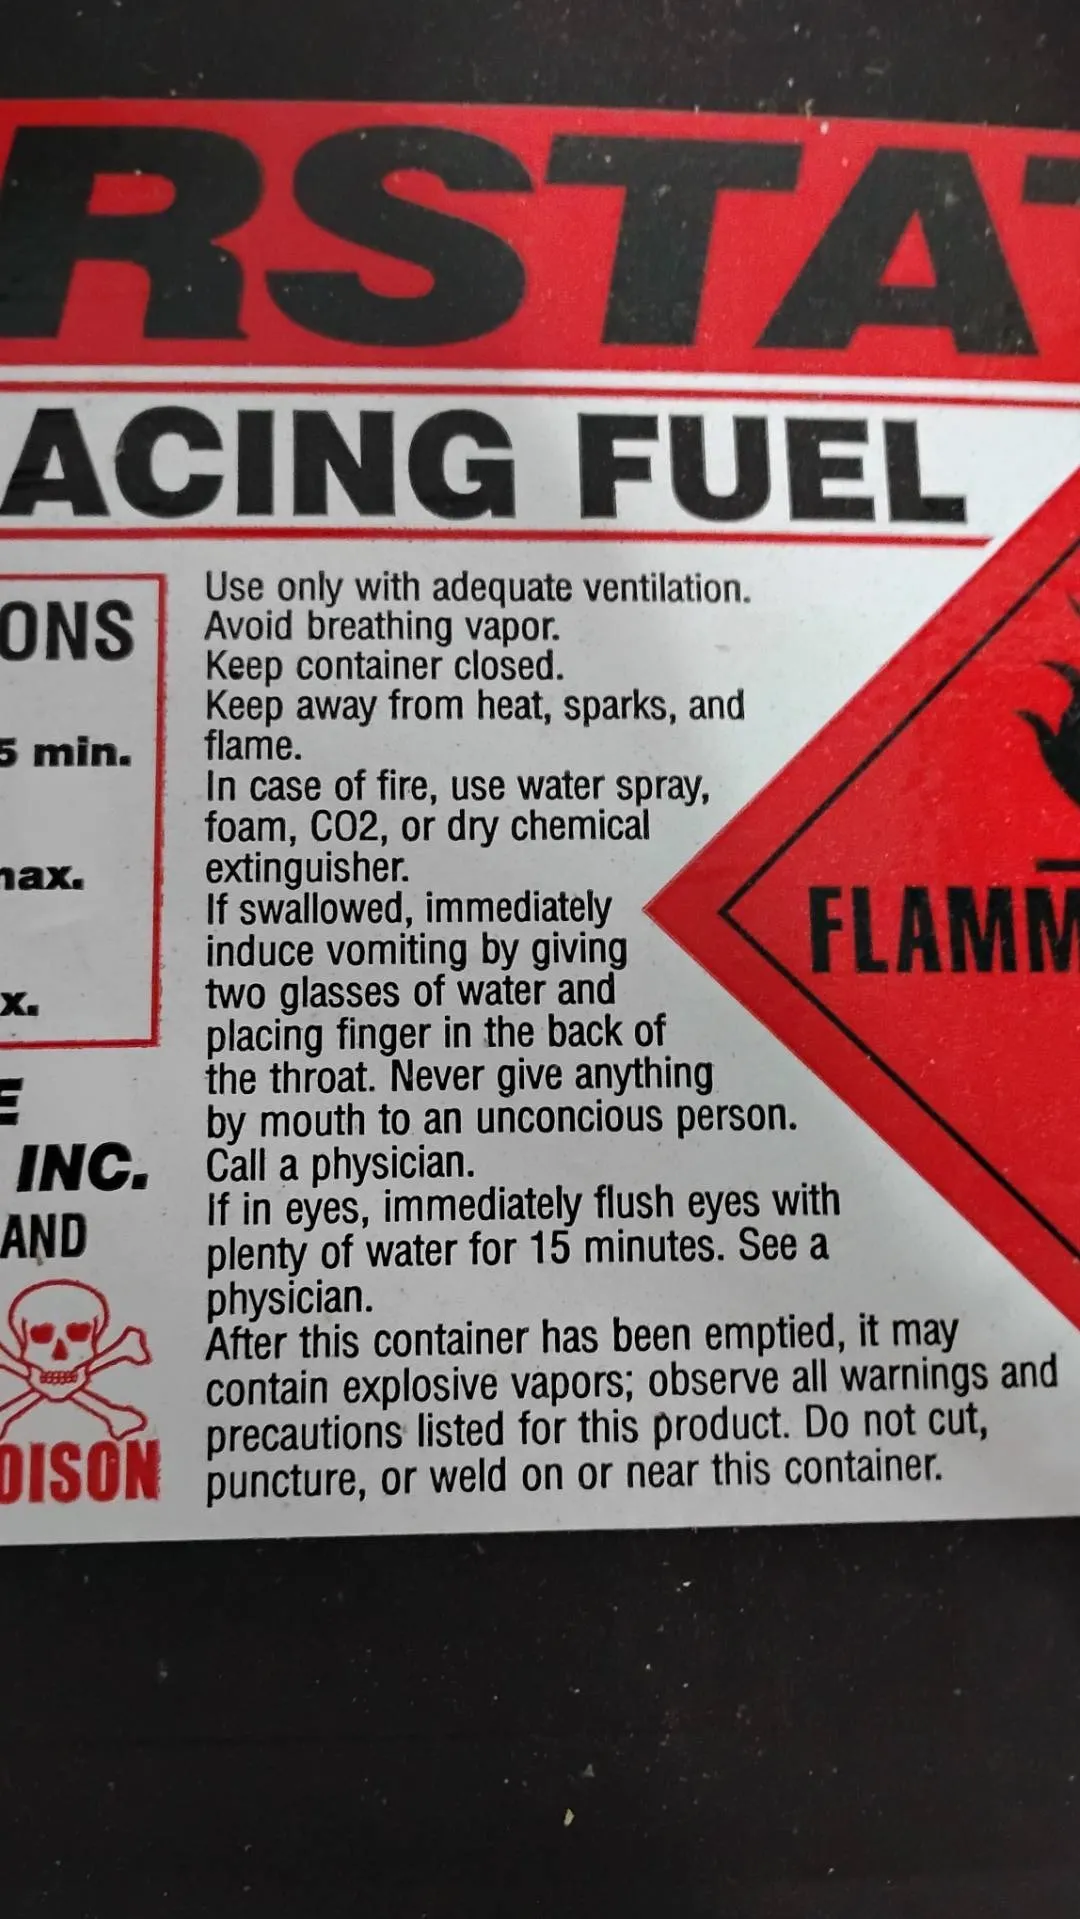 RSTAT
ACING FUEL
ONS
5 min.
max.
x.
E
INC.
AND
OISON
Use only with adequate ventilation.
Avoid breathing vapor.
Keep container closed.
Keep away from heat, sparks, and
flame.
In case of fire, use water spray,
foam, CO2, or dry chemical
extinguisher.
If swallowed, immediately
induce vomiting by giving
two glasses of water and
placing finger in the back of
the throat. Never give anything
by mouth to an unconcious person.
Call a physician.
If in eyes, immediately flush eyes with
plenty of water for 15 minutes. See a
physician.
After this container has been emptied, it may
contain explosive vapors; observe all warnings and
precautions listed for this product. Do not cut,
puncture, or weld on or near this container.
FLAMM